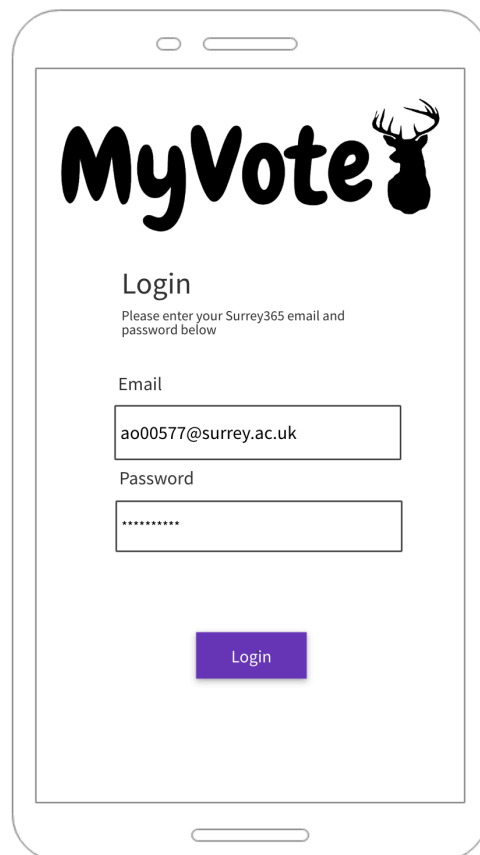 MyVote
Login
Please enter your Surrey365 email and
password below
Email
ao00577@surrey.ac.uk
Password
**********
Login